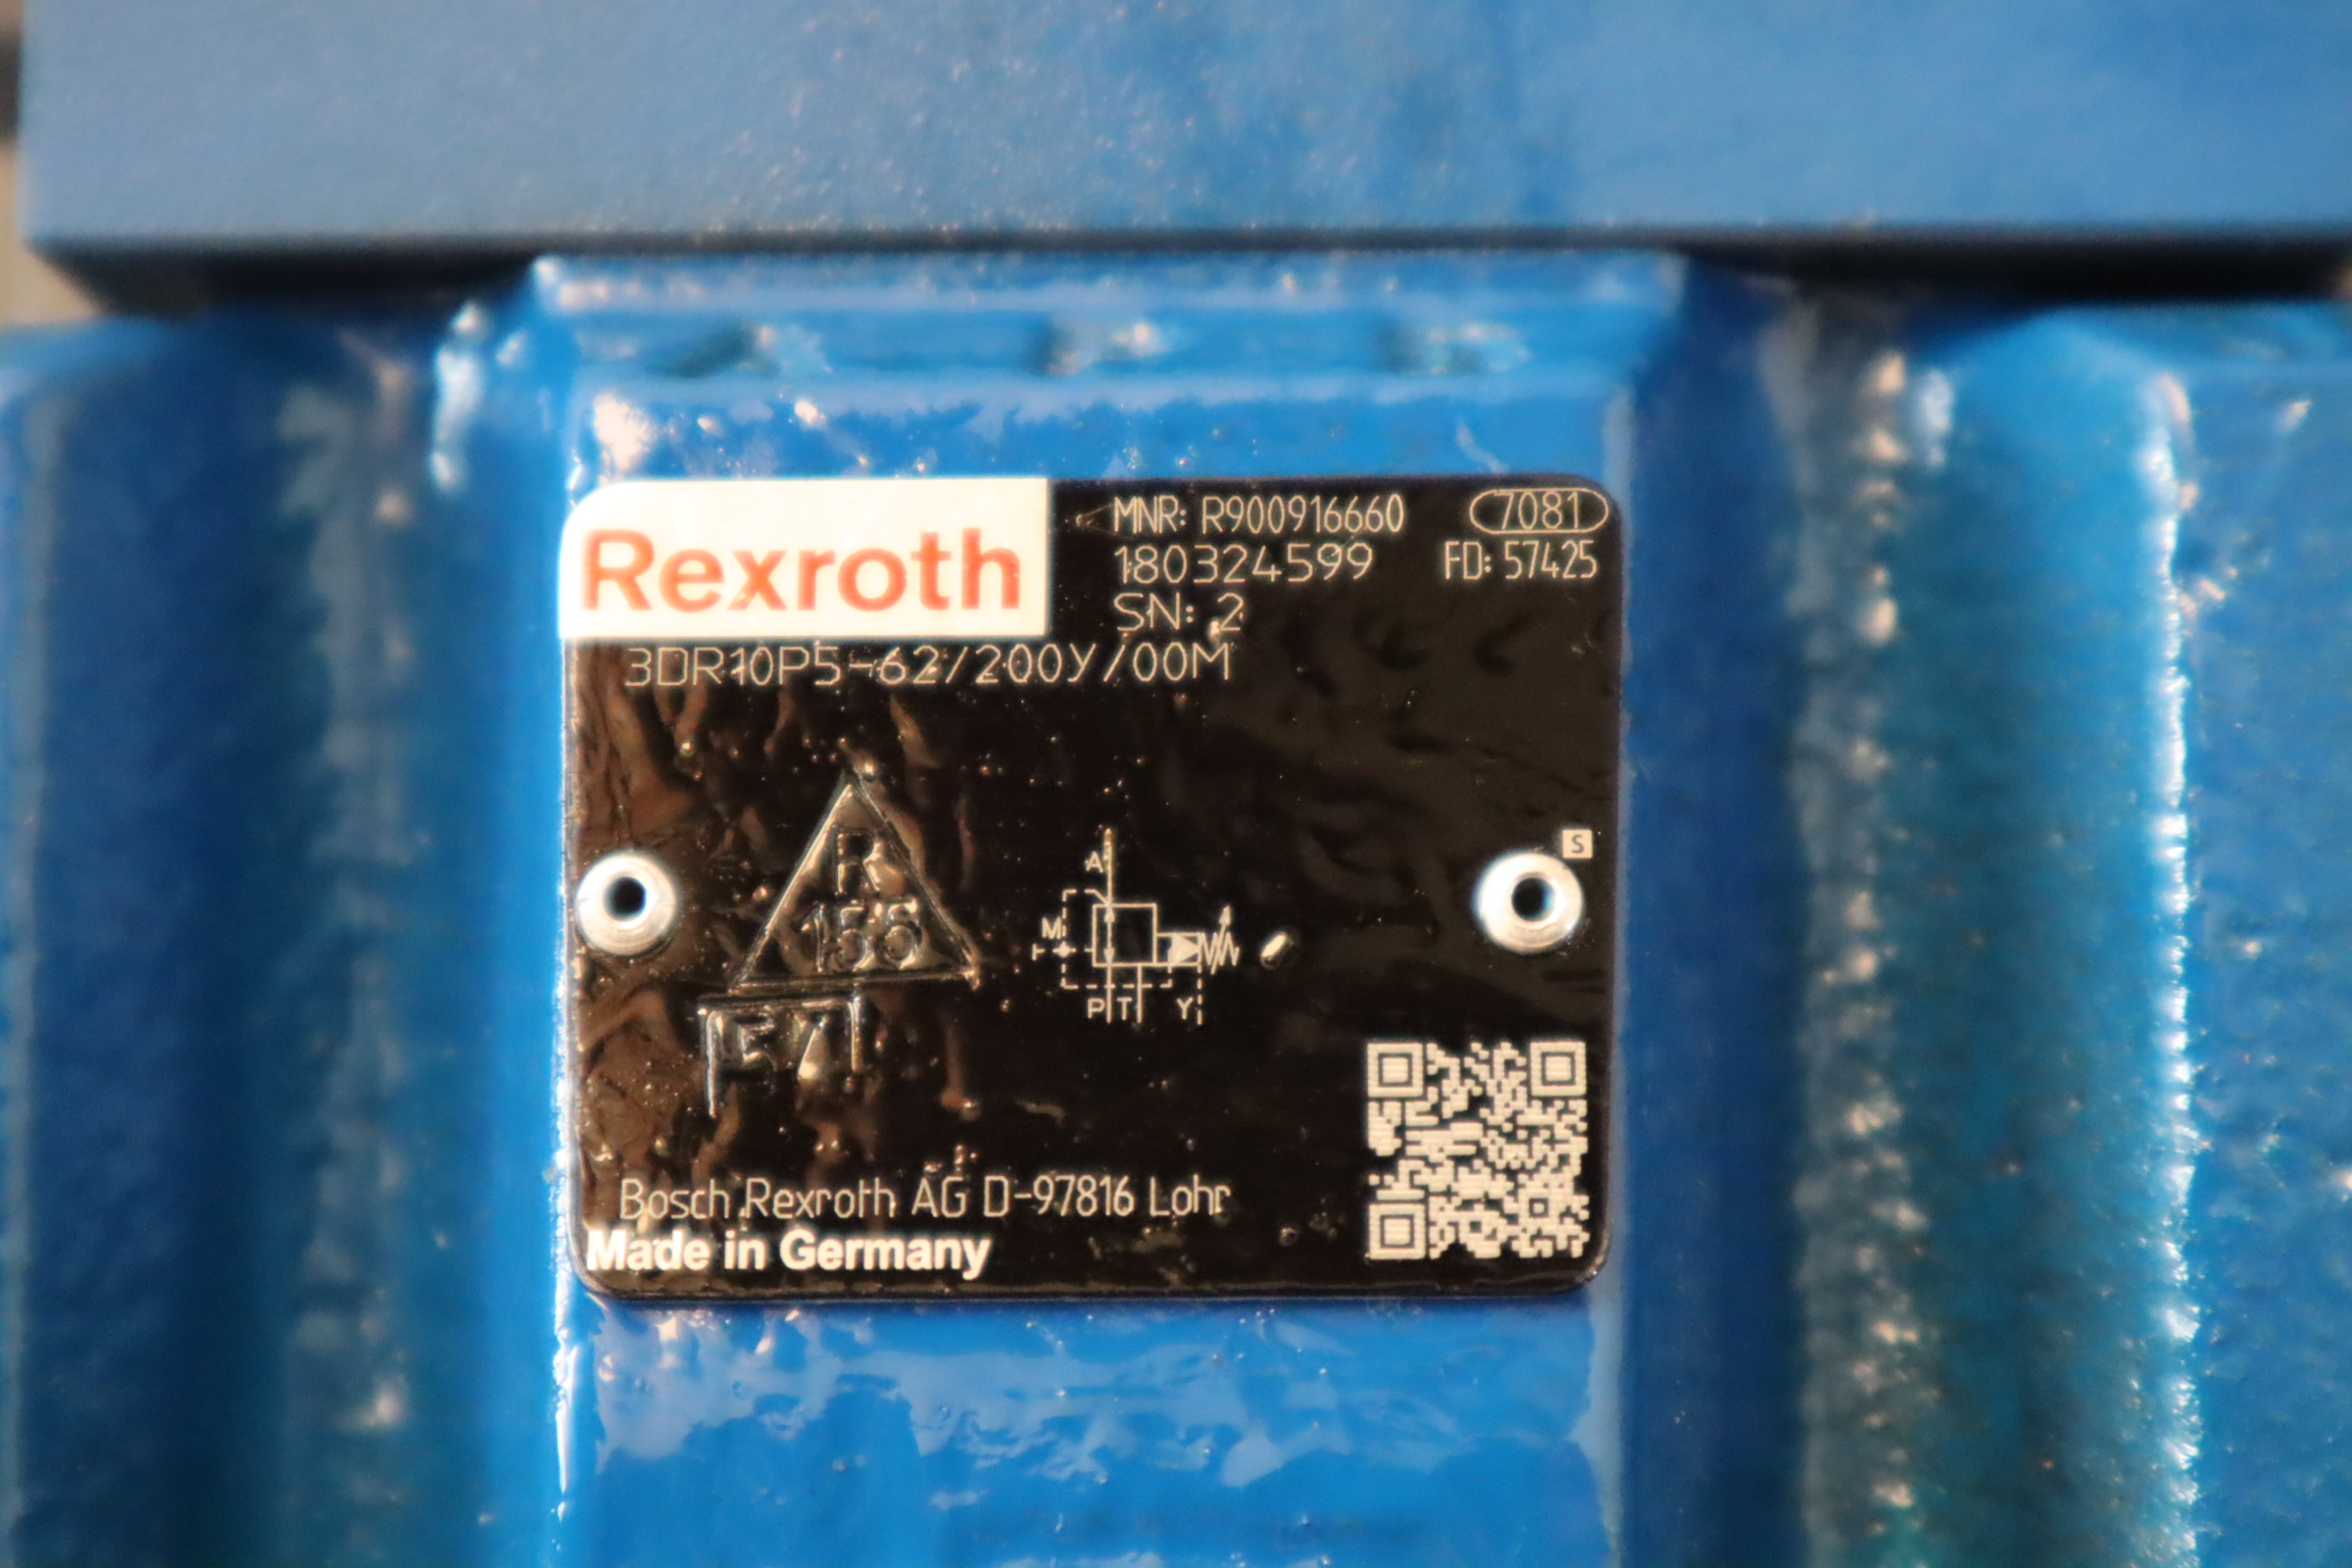 Rexroth
MNR: R900916660
7081
180324599
FD: 57425
SN: 2
3DR10P5-62/200Y/00M
R
155
57
A
M
P T Y
S
Bosch Rexroth AG D-97816 Lohr
Made in Germany